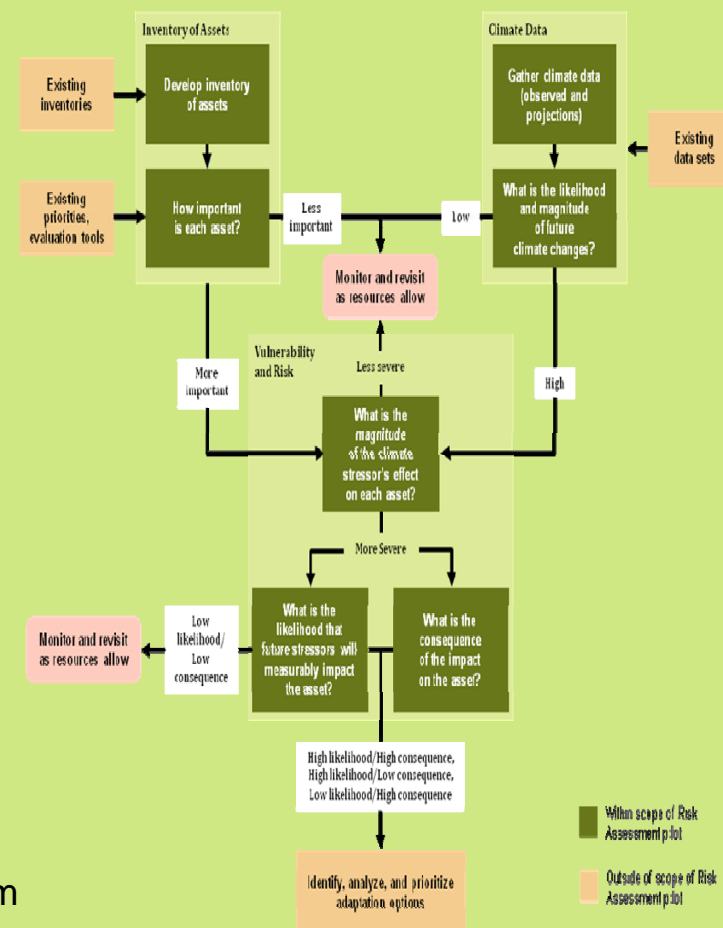 Inventory of Assets
Existing
inventories
Develop inventory
of assets
Existing
priorities,
evaluation tools
How important
is each asset?
Less
important
Climate Data
Gather climate data
(observed and
projections)
Existing
data sets
What is the likelihood
and magnitude
of future
climate changes?
Low
Monitor and revisit
as resources allow
More
important
High
Vulnerability
and Risk
Less severe
What is the
magnitude
of the climate
stressor's effect
on each asset?
More Severe
What is the
likelihood that
future stressors will
measurably impact
the asset?
What is the
consequence
of the impact
on the asset?
Low
likelihood/
Low
consequence
Monitor and revisit
as resources allow
High likelihood/High consequence,
High likelihood/Low consequence,
Low likelihood/High consequence
Identify, analyze, and prioritize
adaptation options
Within scope of Risk
Assessment pilot
Outside of scope of Risk
Assessment pilot
m